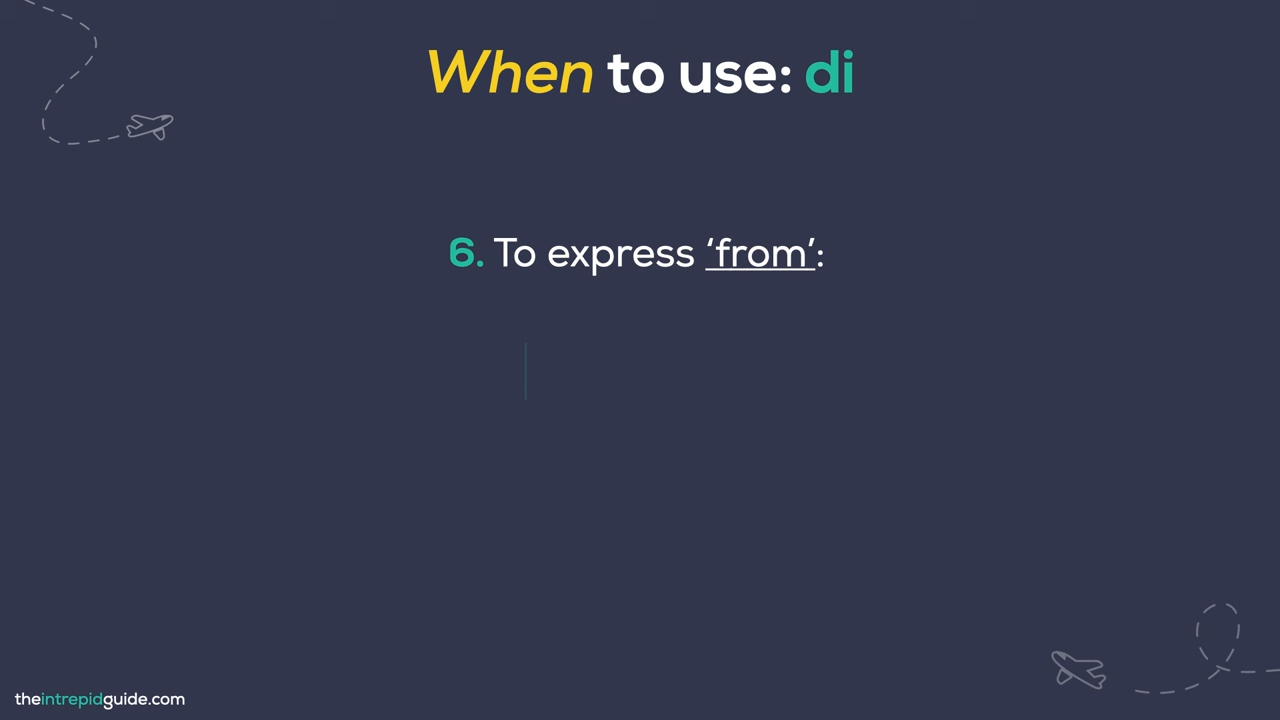 When to use: di
6. To express ‘from’:
theintrepidguide.com